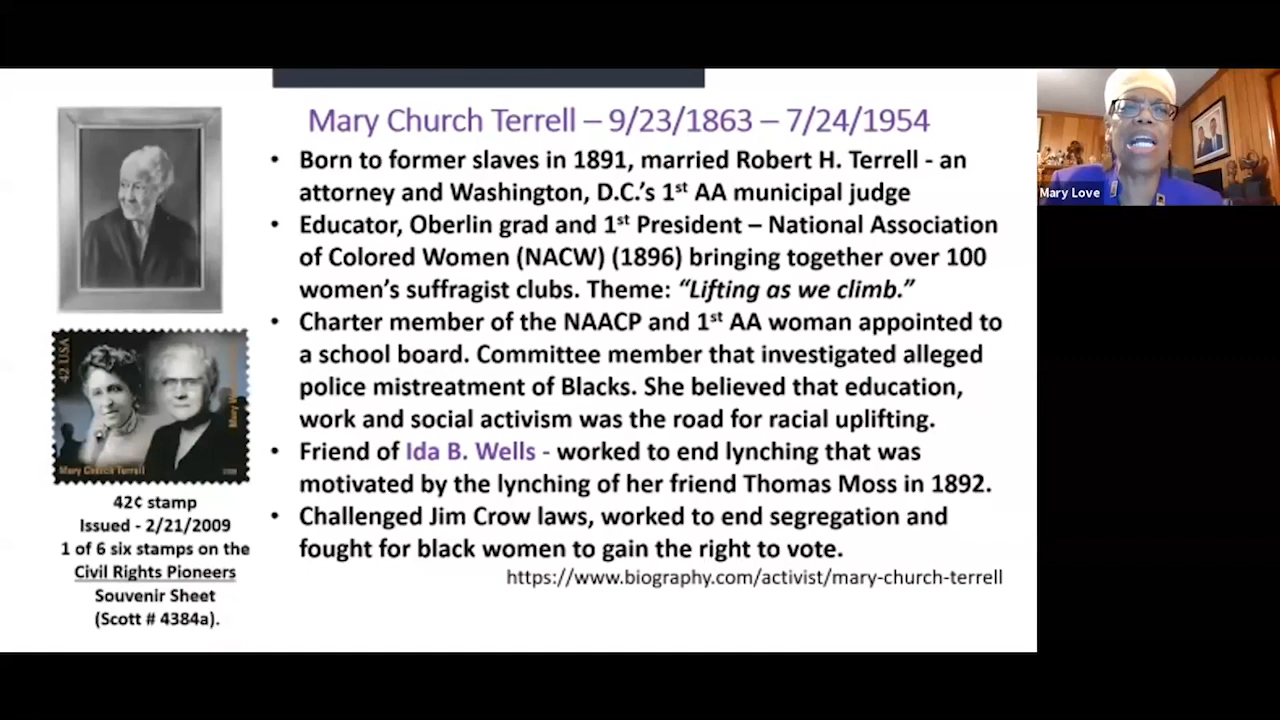 Mary Church Terrell – 9/23/1863 – 7/24/1954
• Born to former slaves in 1891, married Robert H. Terrell - an
attorney and Washington, D.C.'s 1st AA municipal judge
• Educator, Oberlin grad and 1st President – National Association
of Colored Women (NACW) (1896) bringing together over 100
women's suffragist clubs. Theme: “Lifting as we climb.”
• Charter member of the NAACP and 1st AA woman appointed to
a school board. Committee member that investigated alleged
police mistreatment of Blacks. She believed that education,
work and social activism was the road for racial uplifting.
• Friend of Ida B. Wells - worked to end lynching that was
motivated by the lynching of her friend Thomas Moss in 1892.
• Challenged Jim Crow laws, worked to end segregation and
fought for black women to gain the right to vote.
https://www.biography.com/activist/mary-church-terrell
42 USA
Mary
Mary Church Terrell
42¢ stamp
Issued - 2/21/2009
1 of 6 six stamps on the
Civil Rights Pioneers
Souvenir Sheet
(Scott # 4384a).
Mary Love